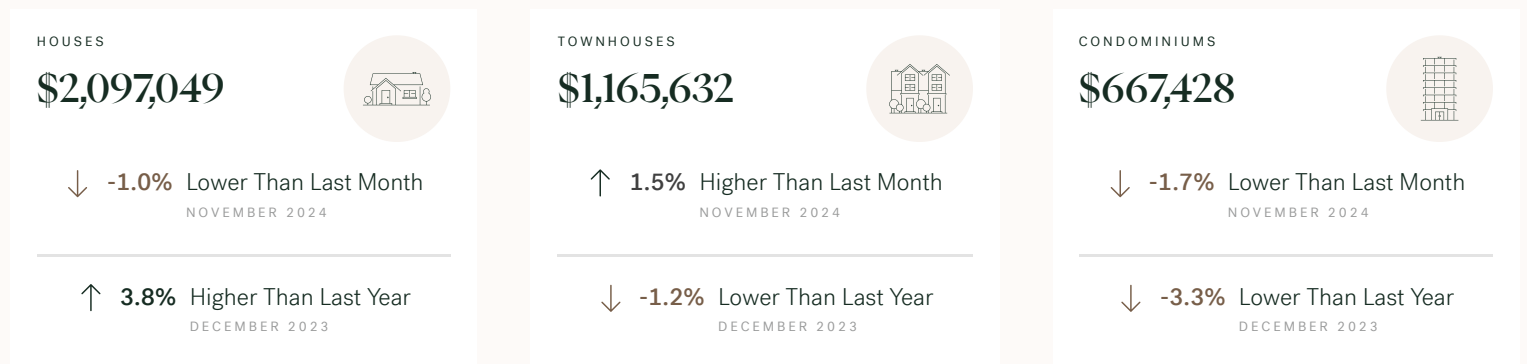 HOUSES
$2,097,049
-1.0% Lower Than Last Month
NOVEMBER 2024
3.8% Higher Than Last Year
DECEMBER 2023
TOWNHOUSES
$1,165,632
1.5% Higher Than Last Month
NOVEMBER 2024
-1.2% Lower Than Last Year
DECEMBER 2023
CONDOMINIUMS
$667,428
-1.7% Lower Than Last Month
NOVEMBER 2024
-3.3% Lower Than Last Year
DECEMBER 2023